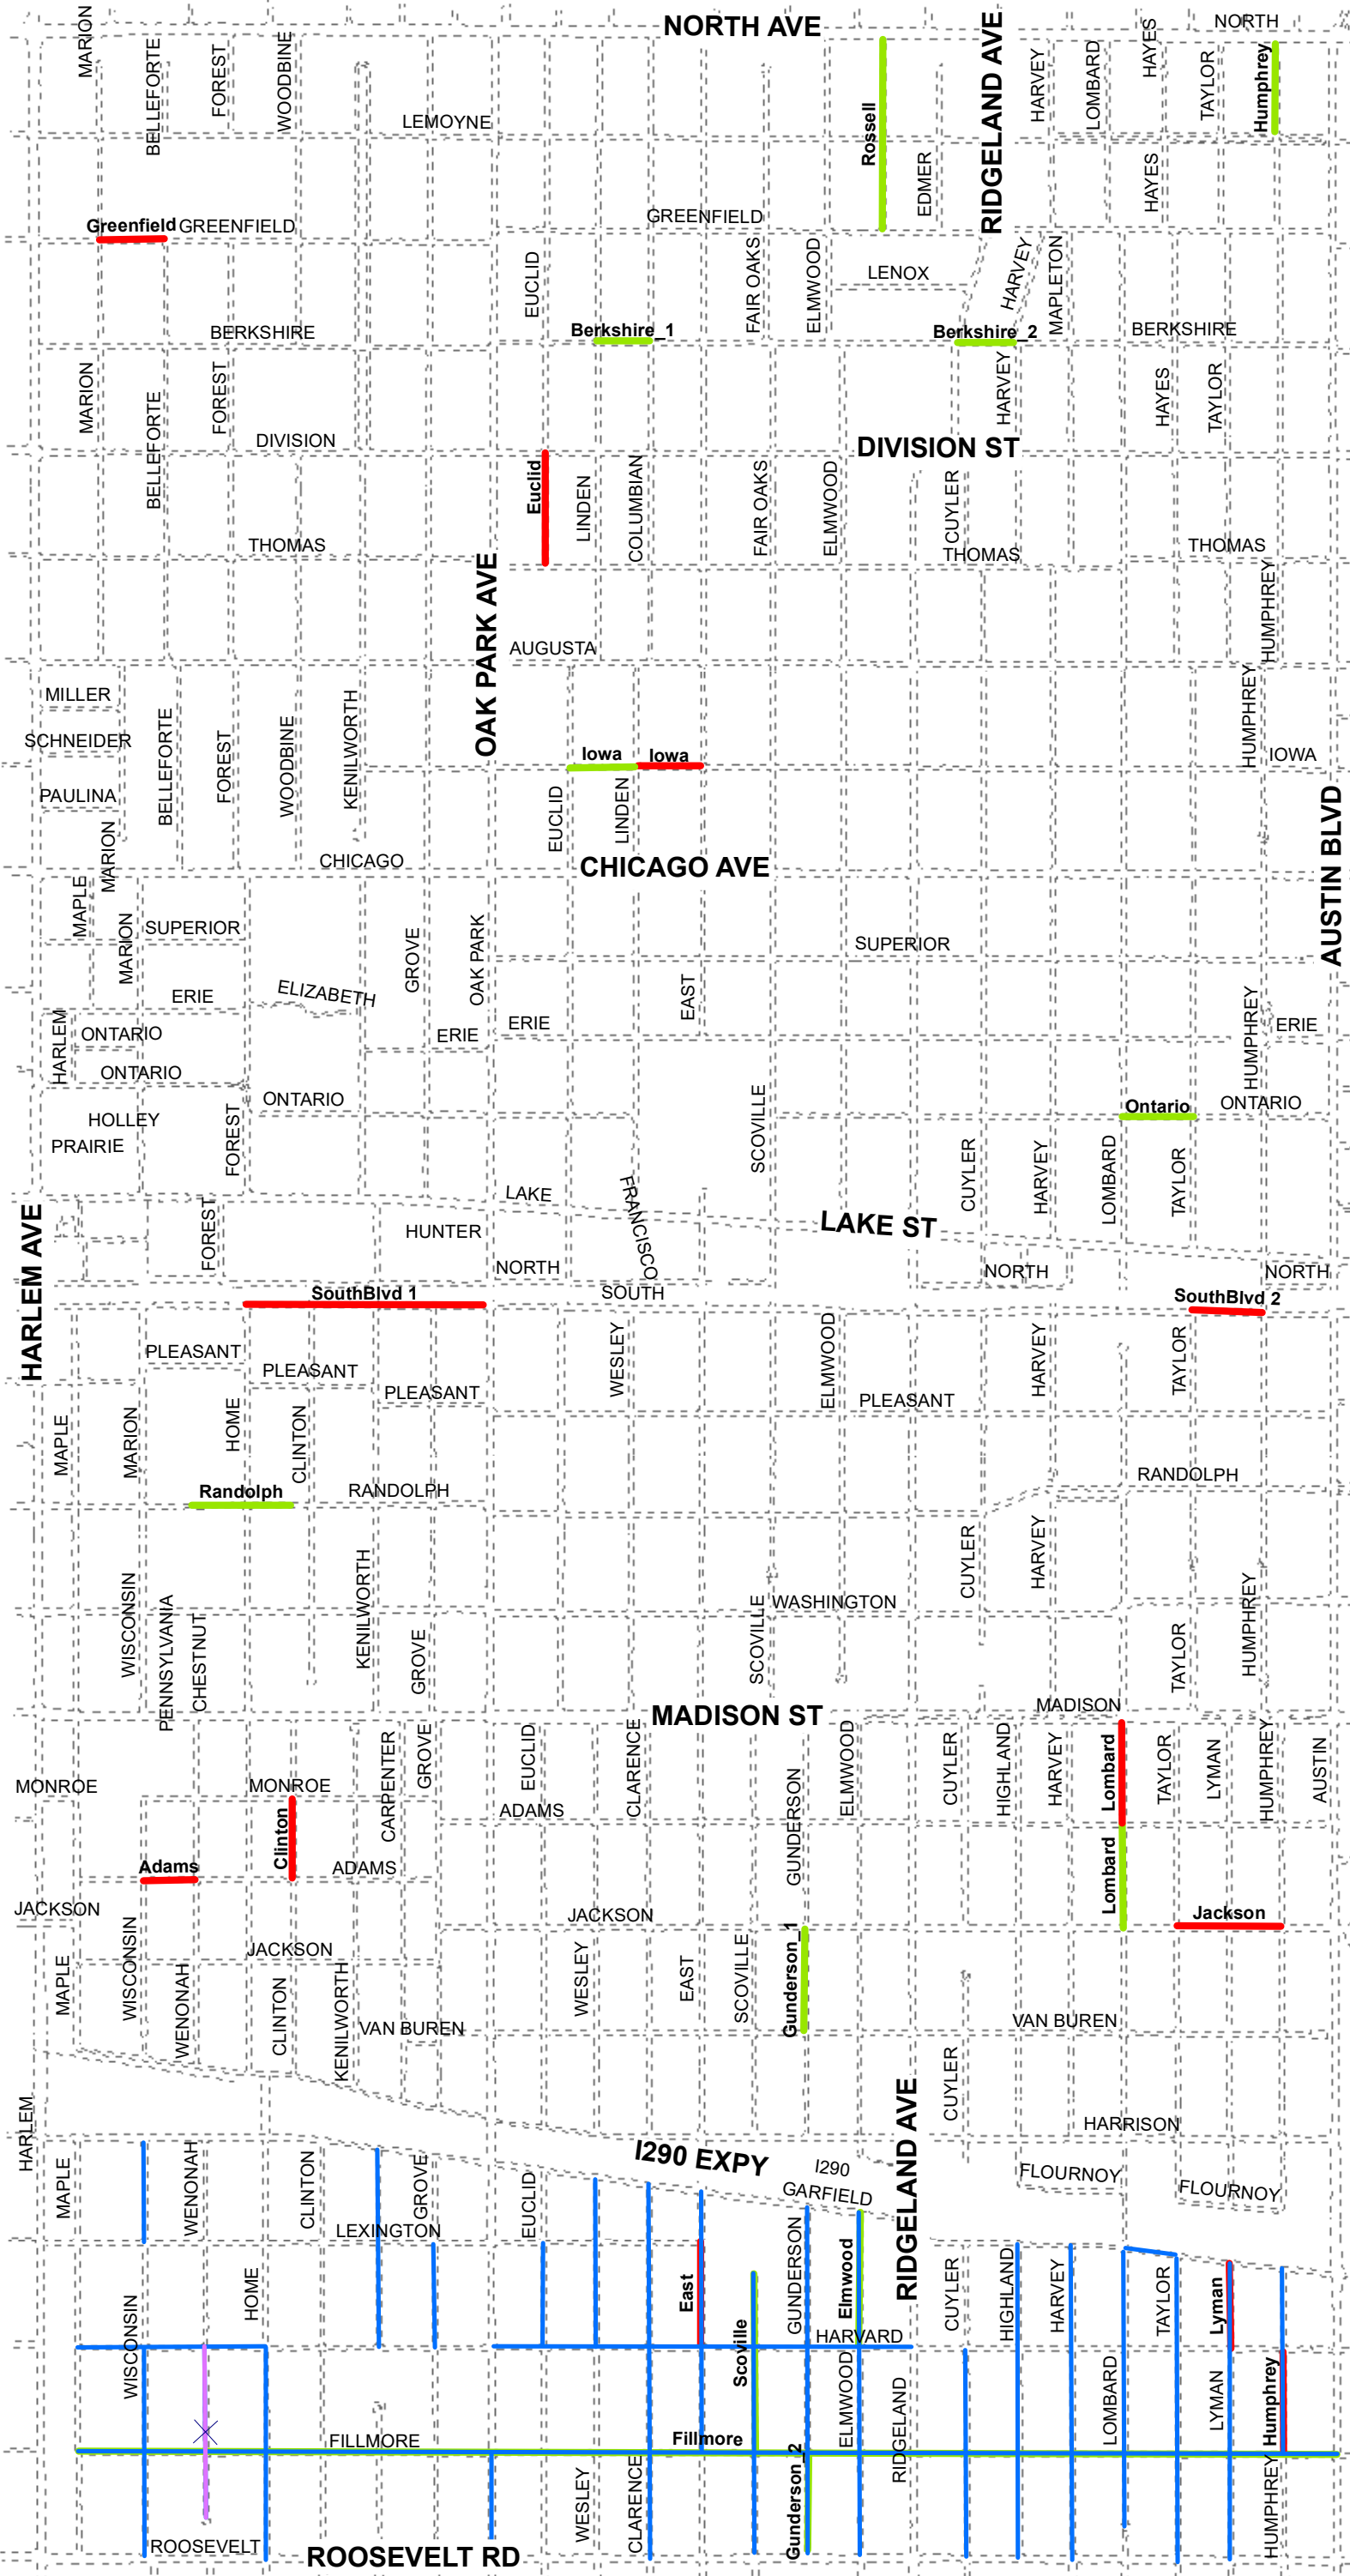 NORTH AVE
NORTH
MARION
BELLEFORTE
FOREST
WOODBINE
RIDGELAND AVE
HARVEY
LOMBARD
HAYES
TAYLOR
Humphrey
LEMOYNE
Rossell
EDMER
HAYES
Greenfield
GREENFIELD
GREENFIELD
EUCLID
FAIR OAKS
ELMWOOD
LENOX
HARVEY
MAPLETON
BERKSHIRE
Berkshire_1
Berkshire_2
BERKSHIRE
MARION
BELLEFORTE
FOREST
HARVEY
HAYES
TAYLOR
DIVISION
DIVISION ST
Euclid
LINDEN
COLUMBIAN
FAIR OAKS
ELMWOOD
CUYLER
THOMAS
THOMAS
THOMAS
OAK PARK AVE
HUMPHREY
AUGUSTA
MILLER
SCHNEIDER
PAULINA
BELLEFORTE
FOREST
WOODBINE
KENILWORTH
Iowa
Iowa
HUMPHREY
IOWA
EUCLID
LINDEN
MARION
CHICAGO
CHICAGO AVE
AUSTIN BLVD
MAPLE
MARION
SUPERIOR
GROVE
OAK PARK
SUPERIOR
ERIE
ELIZABETH
EAST
HARLEM
ONTARIO
ERIE
ERIE
HUMPHREY
ERIE
ONTARIO
ONTARIO
HOLLEY
PRAIRIE
FOREST
SCOVILLE
Ontario
ONTARIO
CUYLER
HARVEY
LOMBARD
TAYLOR
HARLEM AVE
FOREST
LAKE
FRANCISCO
LAKE ST
HUNTER
NORTH
NORTH
NORTH
SouthBlvd 1
SOUTH
SouthBlvd 2
PLEASANT
PLEASANT
PLEASANT
WESLEY
ELMWOOD
PLEASANT
HARVEY
TAYLOR
MAPLE
MARION
HOME
CLINTON
Randolph
RANDOLPH
RANDOLPH
CUYLER
HARVEY
WISCONSIN
PENNSYLVANIA
CHESTNUT
KENILWORTH
GROVE
SCOVILLE
WASHINGTON
TAYLOR
HUMPHREY
MADISON ST
MADISON
MONROE
MONROE
CARPENTER
GROVE
EUCLID
CLARENCE
ADAMS
GUNDERSON
ELMWOOD
CUYLER
HIGHLAND
HARVEY
Lombard
TAYLOR
LYMAN
HUMPHREY
AUSTIN
Clinton
Adams
ADAMS
Lombard
JACKSON
JACKSON
Jackson
JACKSON
MAPLE
WISCONSIN
WENONAH
CLINTON
KENILWORTH
VAN BUREN
WESLEY
EAST
SCOVILLE
Gunderson_1
VAN BUREN
CUYLER
RIDGELAND AVE
HARLEM
HARRISON
I290 EXPY
I290
GARFIELD
FLOURNOY
FLOURNOY
MAPLE
WENONAH
CLINTON
GROVE
EUCLID
LEXINGTON
GUNDERSON
Elmwood
HOME
East
CUYLER
HIGHLAND
HARVEY
TAYLOR
Lyman
WISCONSIN
HARVARD
Scoville
ELMWOOD
RIDGELAND
LOMBARD
LYMAN
Humphrey
FILLMORE
Fillmore
WESLEY
CLARENCE
Gunderson_2
HUMPHREY
ROOSEVELT
ROOSEVELT RD